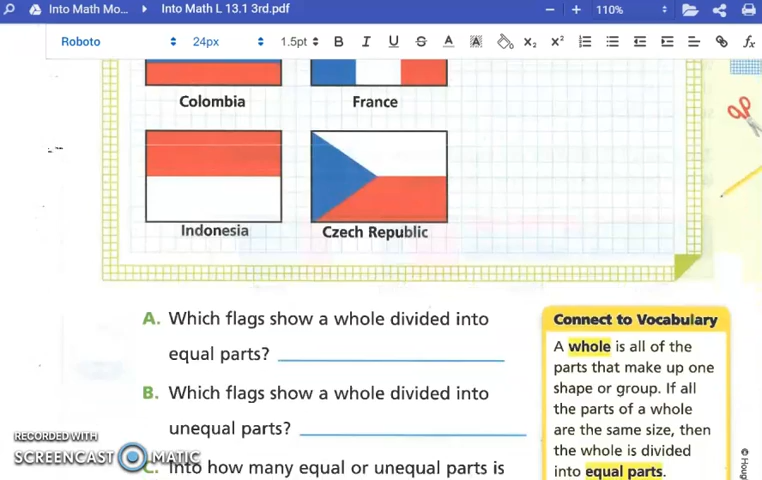 Into Math Mo... Into Math L 13.1 3rd.pdf 110%
Roboto 24px 1.5pt B I U S A A X₂ X² fx
Colombia France
Indonesia Czech Republic
A. Which flags show a whole divided into
equal parts?
B. Which flags show a whole divided into
unequal parts?
C. Into how many equal or unequal parts is
Connect to Vocabulary
A whole is all of the
parts that make up one
shape or group. If all
the parts of a whole
are the same size, then
the whole is divided
into equal parts.
© Houg
RECORDED WITH
SCREENCAST MATIC